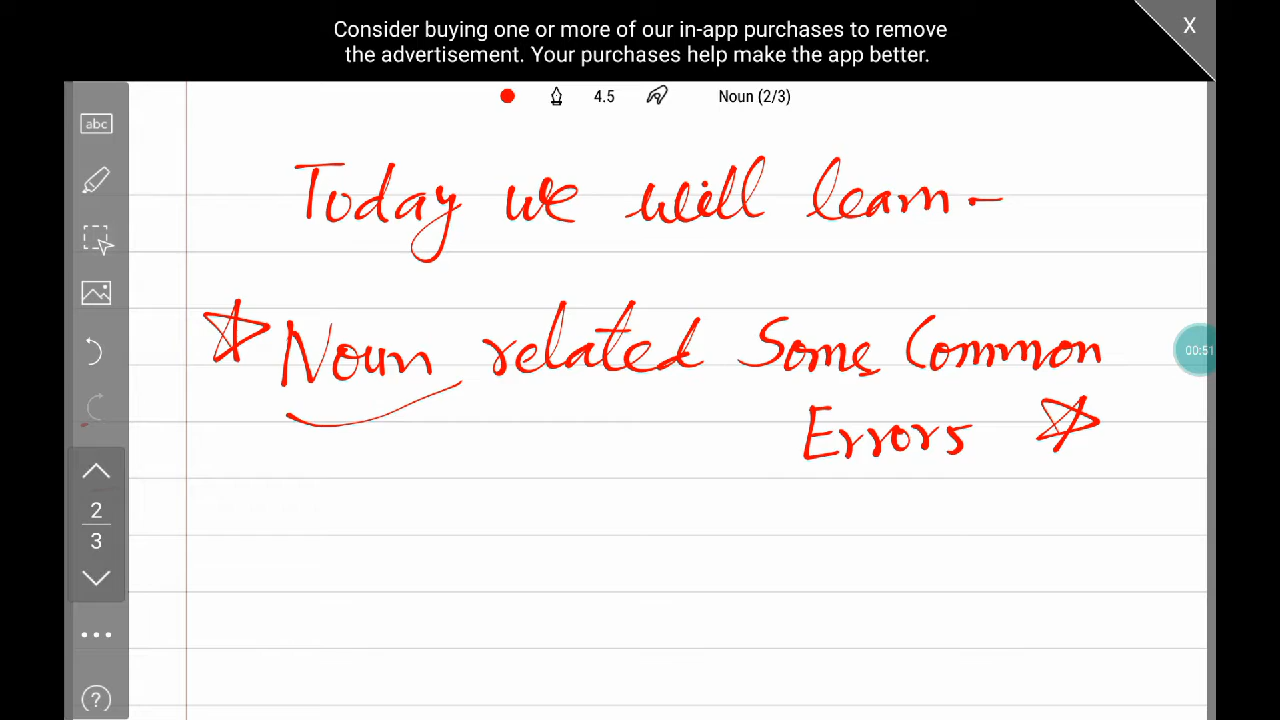 Consider buying one or more of our in-app purchases to remove
the advertisement. Your purchases help make the app better.
X
abc
4.5
Noun (2/3)
Today we will learn -
Noun related Some Common
Errors
00:51
2
3
?